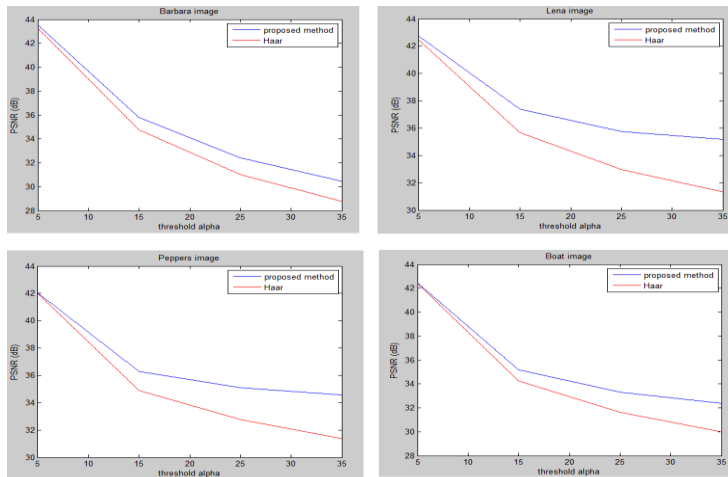 Barbara image
44
42
40
38
36
34
32
30
28
PSNR (dB)
proposed method
Haar
5 10 15 20 25 30 35
threshold alpha
Lena image
44
42
40
38
36
34
32
30
PSNR (dB)
proposed method
Haar
5 10 15 20 25 30 35
threshold alpha
Peppers image
44
42
40
38
36
34
32
30
PSNR (dB)
proposed method
Haar
5 10 15 20 25 30 35
threshold alpha
Boat image
44
42
40
38
36
34
32
30
28
PSNR (dB)
proposed method
Haar
5 10 15 20 25 30 35
threshold alpha